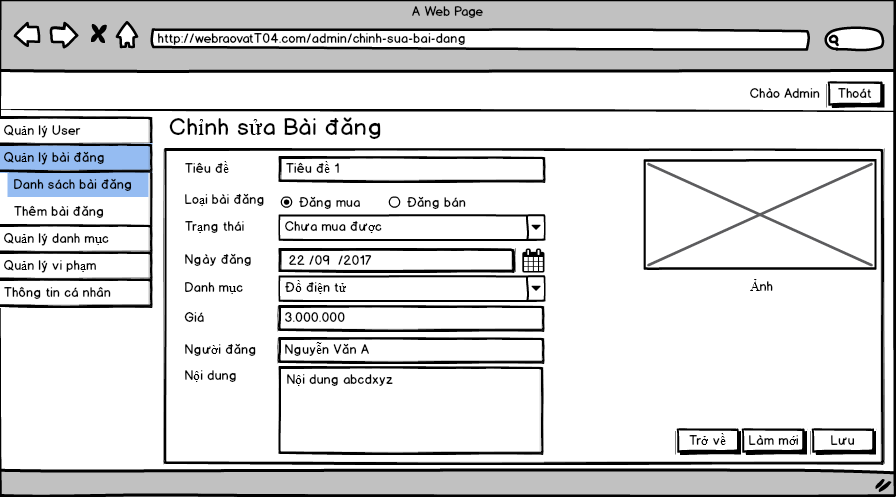 A Web Page
http://webraovatT04.com/admin/chinh-sua-bai-dang
Chào Admin Thoát
Quản lý User
Quản lý bài đăng
Danh sách bài đăng
Thêm bài đăng
Quản lý danh mục
Quản lý vi phạm
Thông tin cá nhân
Chỉnh sửa Bài đăng
Tiêu đề Tiêu đề 1
Loại bài đăng Đăng mua Đăng bán
Trạng thái Chưa mua được
Ngày đăng 22 /09 /2017
Danh mục Đồ điện tử
Giá 3.000.000
Người đăng Nguyễn Văn A
Nội dung Nội dung abcdxyz
Ảnh
Trở về Làm mới Lưu